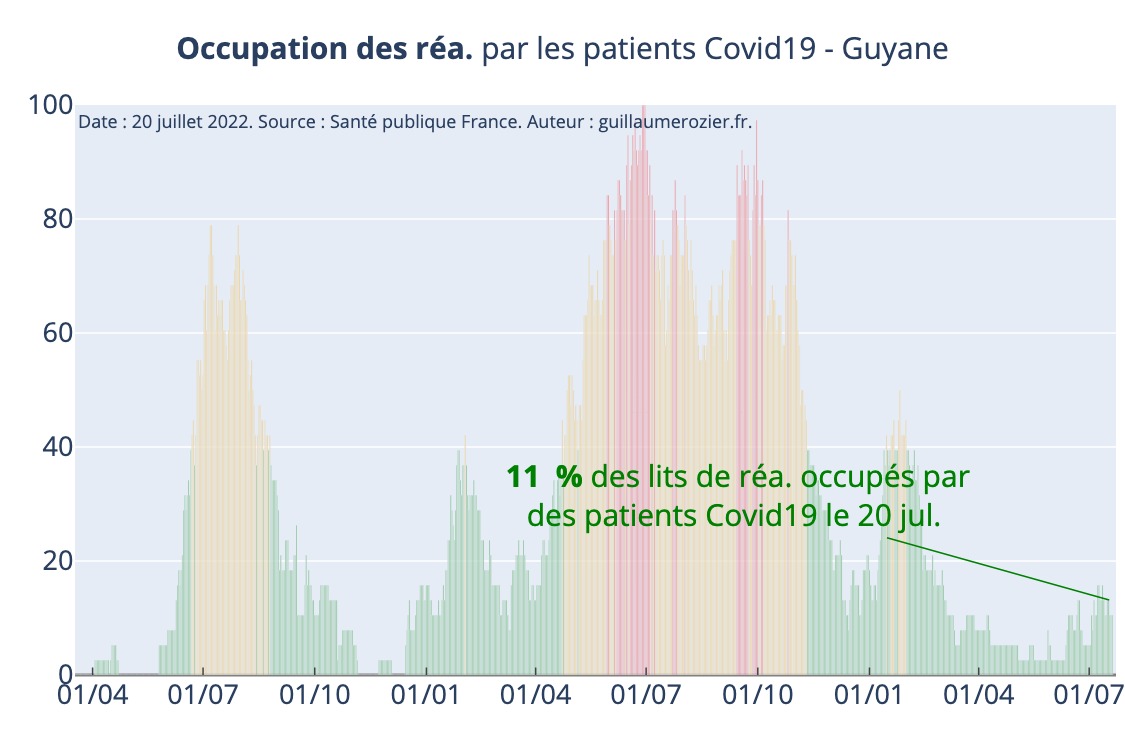 Occupation des réa. par les patients Covid19 - Guyane
100
Date : 20 juillet 2022. Source : Santé publique France. Auteur : guillaumerozier.fr.
80
60
40
11 % des lits de réa. occupés par
des patients Covid19 le 20 jul.
20
0
01/04 01/07 01/10 01/01 01/04 01/07 01/10 01/01 01/04 01/07